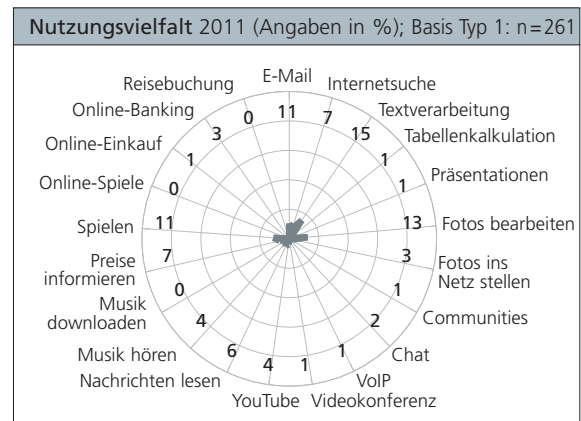 Nutzungsvielfalt 2011 (Angaben in %); Basis Typ 1: n=261
E-Mail
11
Internetsuche
7
Textverarbeitung
15
Tabellenkalkulation
1
Präsentationen
1
Fotos bearbeiten
13
Fotos ins
Netz stellen
3
Communities
1
Chat
2
VoIP
1
Videokonferenz
1
YouTube
4
Nachrichten lesen
6
Musik hören
4
Musik
downloaden
0
Preise
informieren
7
Spielen
11
Online-Spiele
0
Online-Einkauf
1
Online-Banking
3
Reisebuchung
0